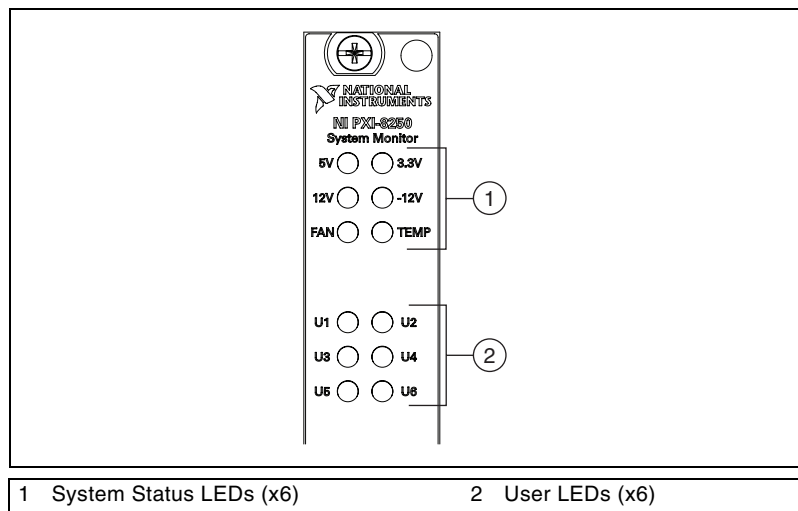 NATIONAL
INSTRUMENTS
NI PXI-8250
System Monitor
5V 3.3V
12V -12V
1
FAN TEMP
U1 U2
U3 U4
2
U5 U6
1 System Status LEDs (x6) 2 User LEDs (x6)